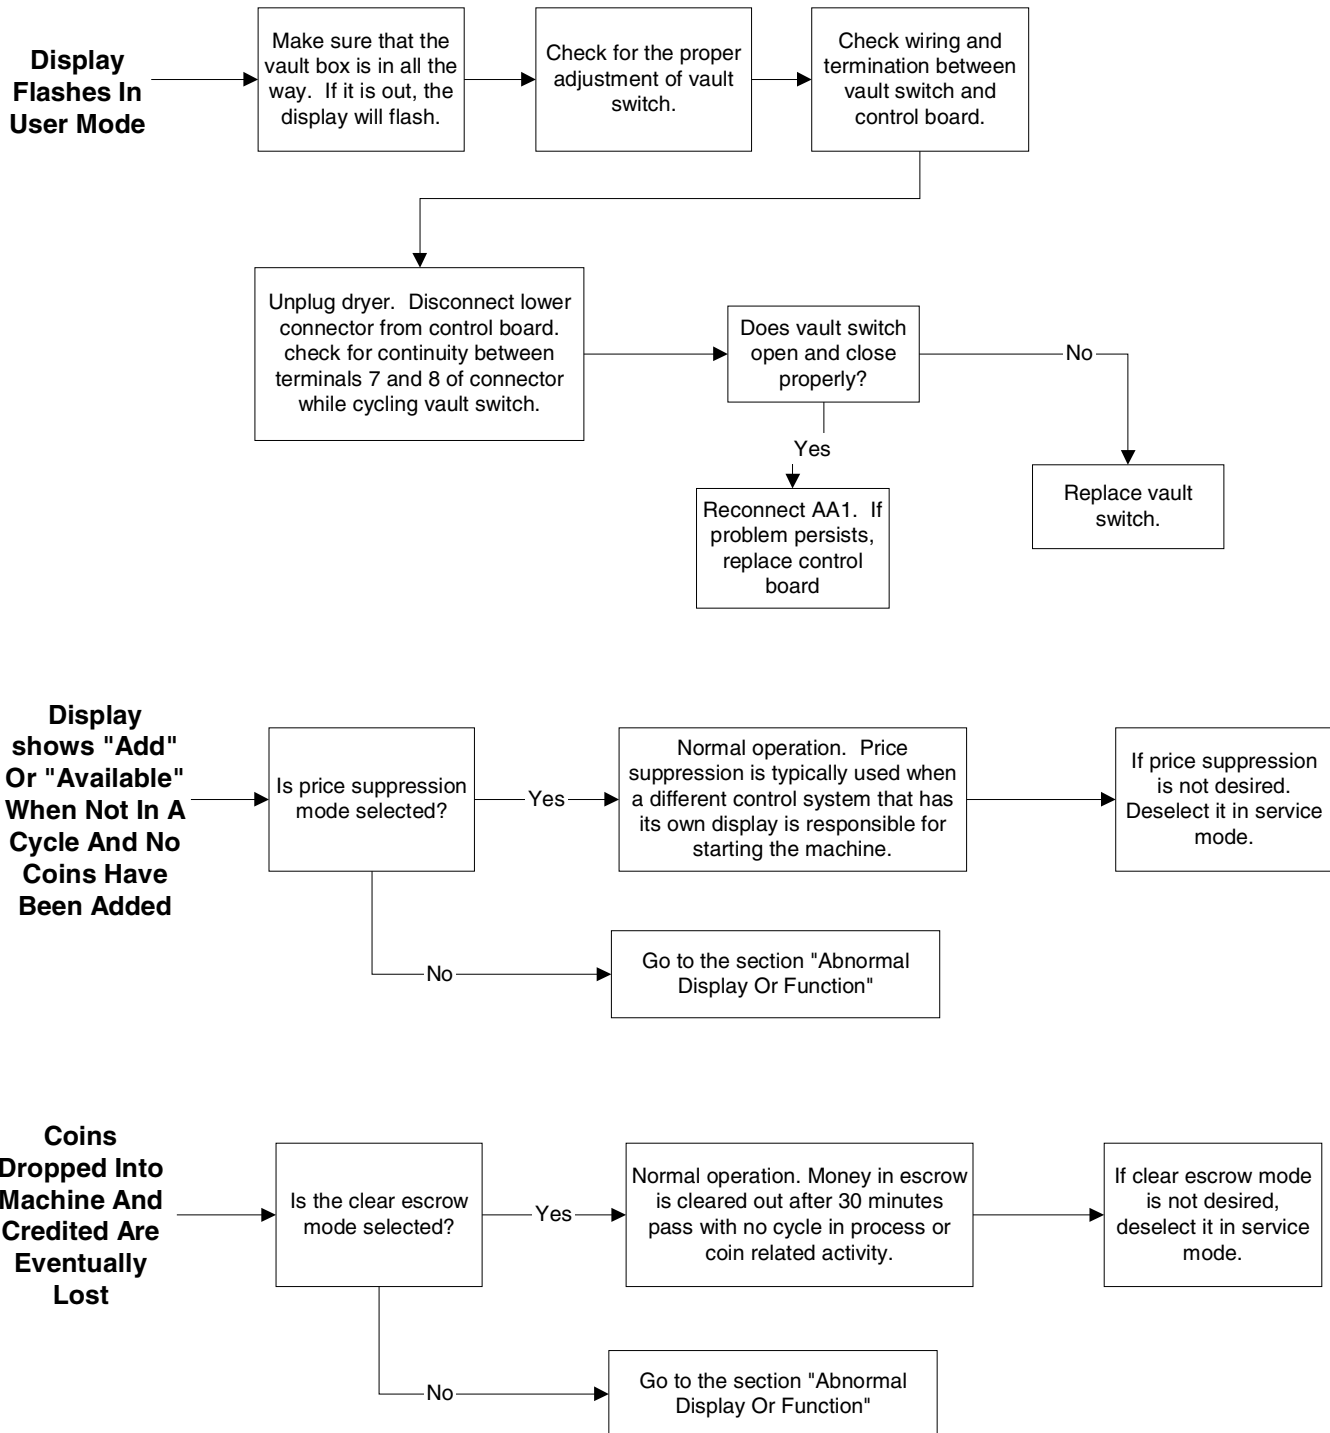 Display
Flashes In
User Mode
Make sure that the
vault box is in all the
way.  If it is out, the
display will flash.
Check for the proper
adjustment of vault
switch.
Check wiring and
termination between
vault switch and
control board.
Unplug dryer.  Disconnect lower
connector from control board.
check for continuity between
terminals 7 and 8 of connector
while cycling vault switch.
Does vault switch
open and close
properly?
No
Yes
Reconnect AA1.  If
problem persists,
replace control
board
Replace vault
switch.
Display
shows "Add"
Or "Available"
When Not In A
Cycle And No
Coins Have
Been Added
Is price suppression
mode selected?
Yes
Normal operation.  Price
suppression is typically used when
a different control system that has
its own display is responsible for
starting the machine.
If price suppression
is not desired.
Deselect it in service
mode.
No
Go to the section "Abnormal
Display Or Function"
Coins
Dropped Into
Machine And
Credited Are
Eventually
Lost
Is the clear escrow
mode selected?
Yes
Normal operation. Money in escrow
is cleared out after 30 minutes
pass with no cycle in process or
coin related activity.
If clear escrow mode
is not desired,
deselect it in service
mode.
No
Go to the section "Abnormal
Display Or Function"